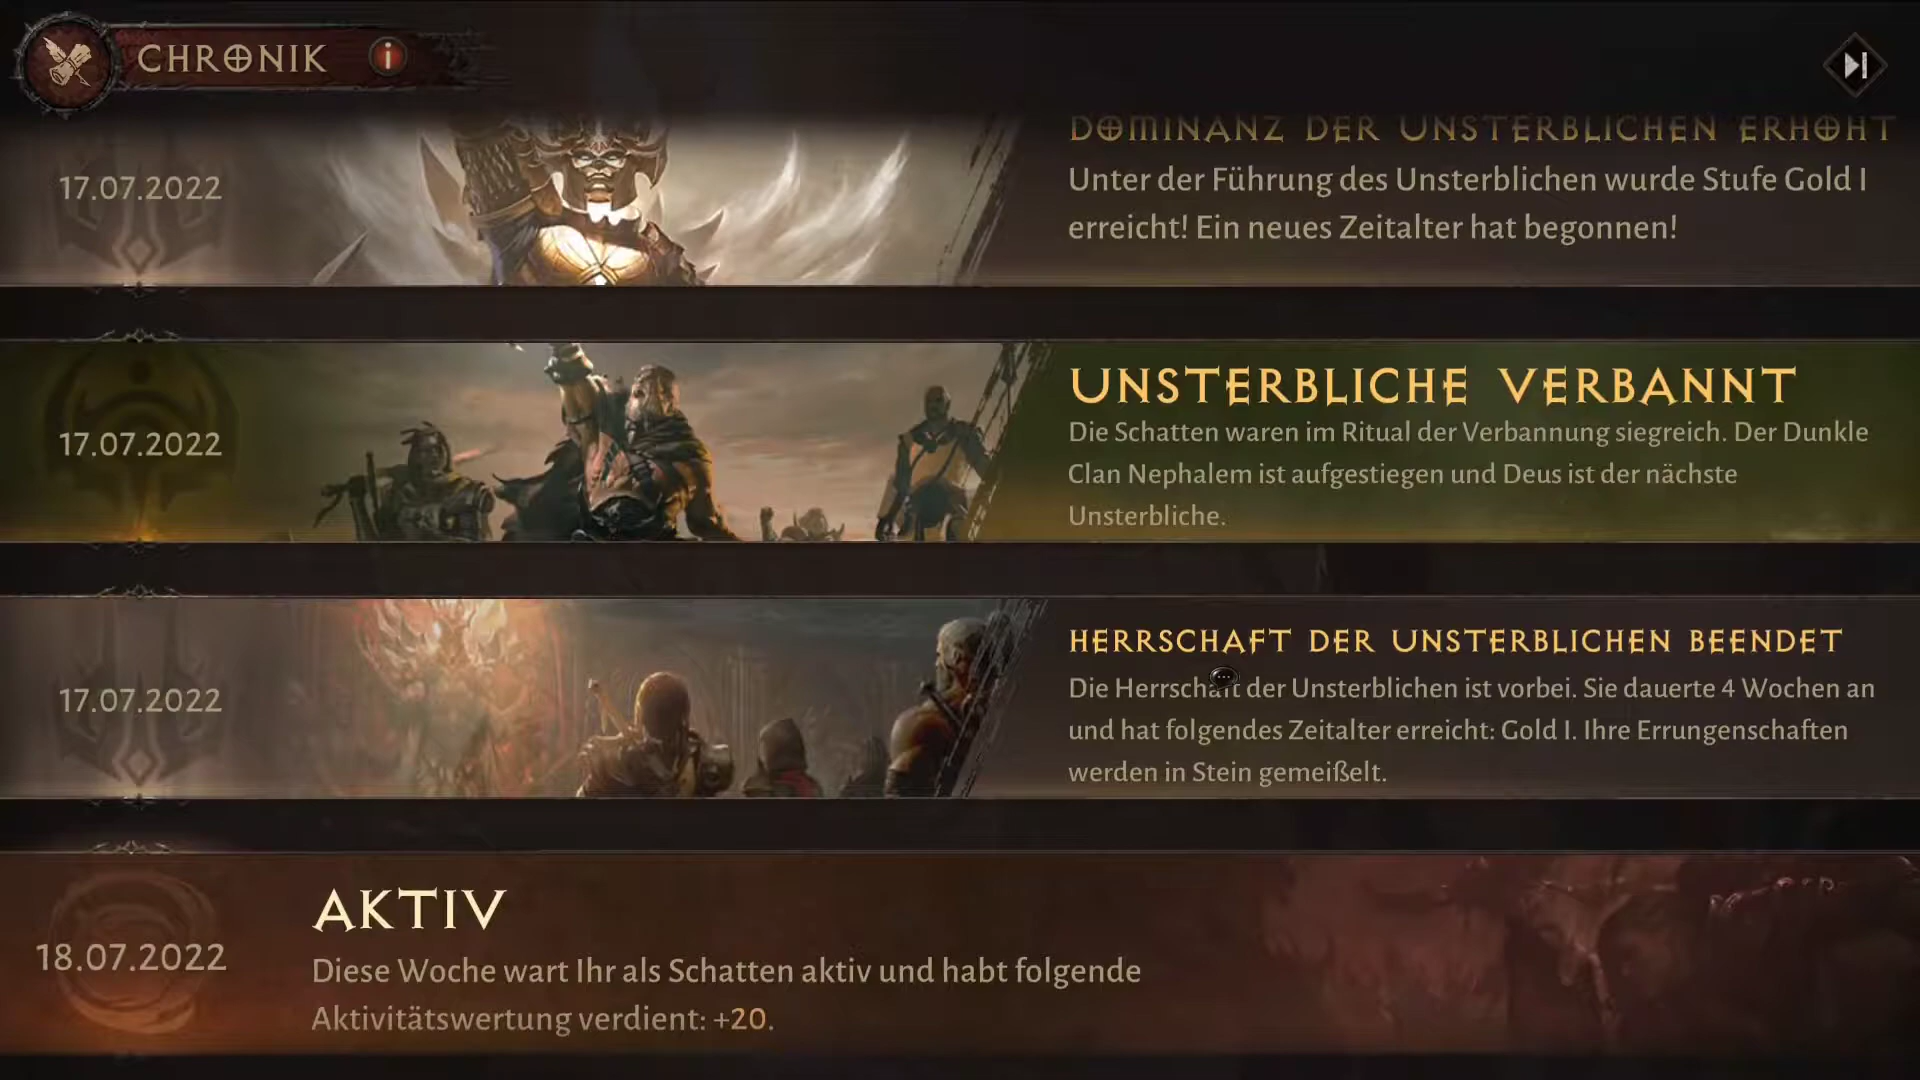 CHRONIK
17.07.2022
DOMINANZ DER UNSTERBLICHEN ERHÖHT
Unter der Führung des Unsterblichen wurde Stufe Gold I
erreicht! Ein neues Zeitalter hat begonnen!
17.07.2022
UNSTERBLICHE VERBANNT
Die Schatten waren im Ritual der Verbannung siegreich. Der Dunkle
Clan Nephalem ist aufgestiegen und Deus ist der nächste
Unsterbliche.
17.07.2022
HERRSCHAFT DER UNSTERBLICHEN BEENDET
Die Herrschaft der Unsterblichen ist vorbei. Sie dauerte 4 Wochen an
und hat folgendes Zeitalter erreicht: Gold I. Ihre Errungenschaften
werden in Stein gemeißelt.
18.07.2022
AKTIV
Diese Woche wart Ihr als Schatten aktiv und habt folgende
Aktivitätswertung verdient: +20.